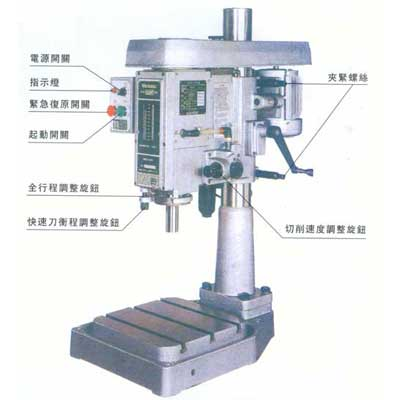 電源開關
指示燈
緊急復原開關
起動開關
全行程調整旋鈕
快速刀衡程調整旋鈕
夾緊螺絲
切削速度調整旋鈕